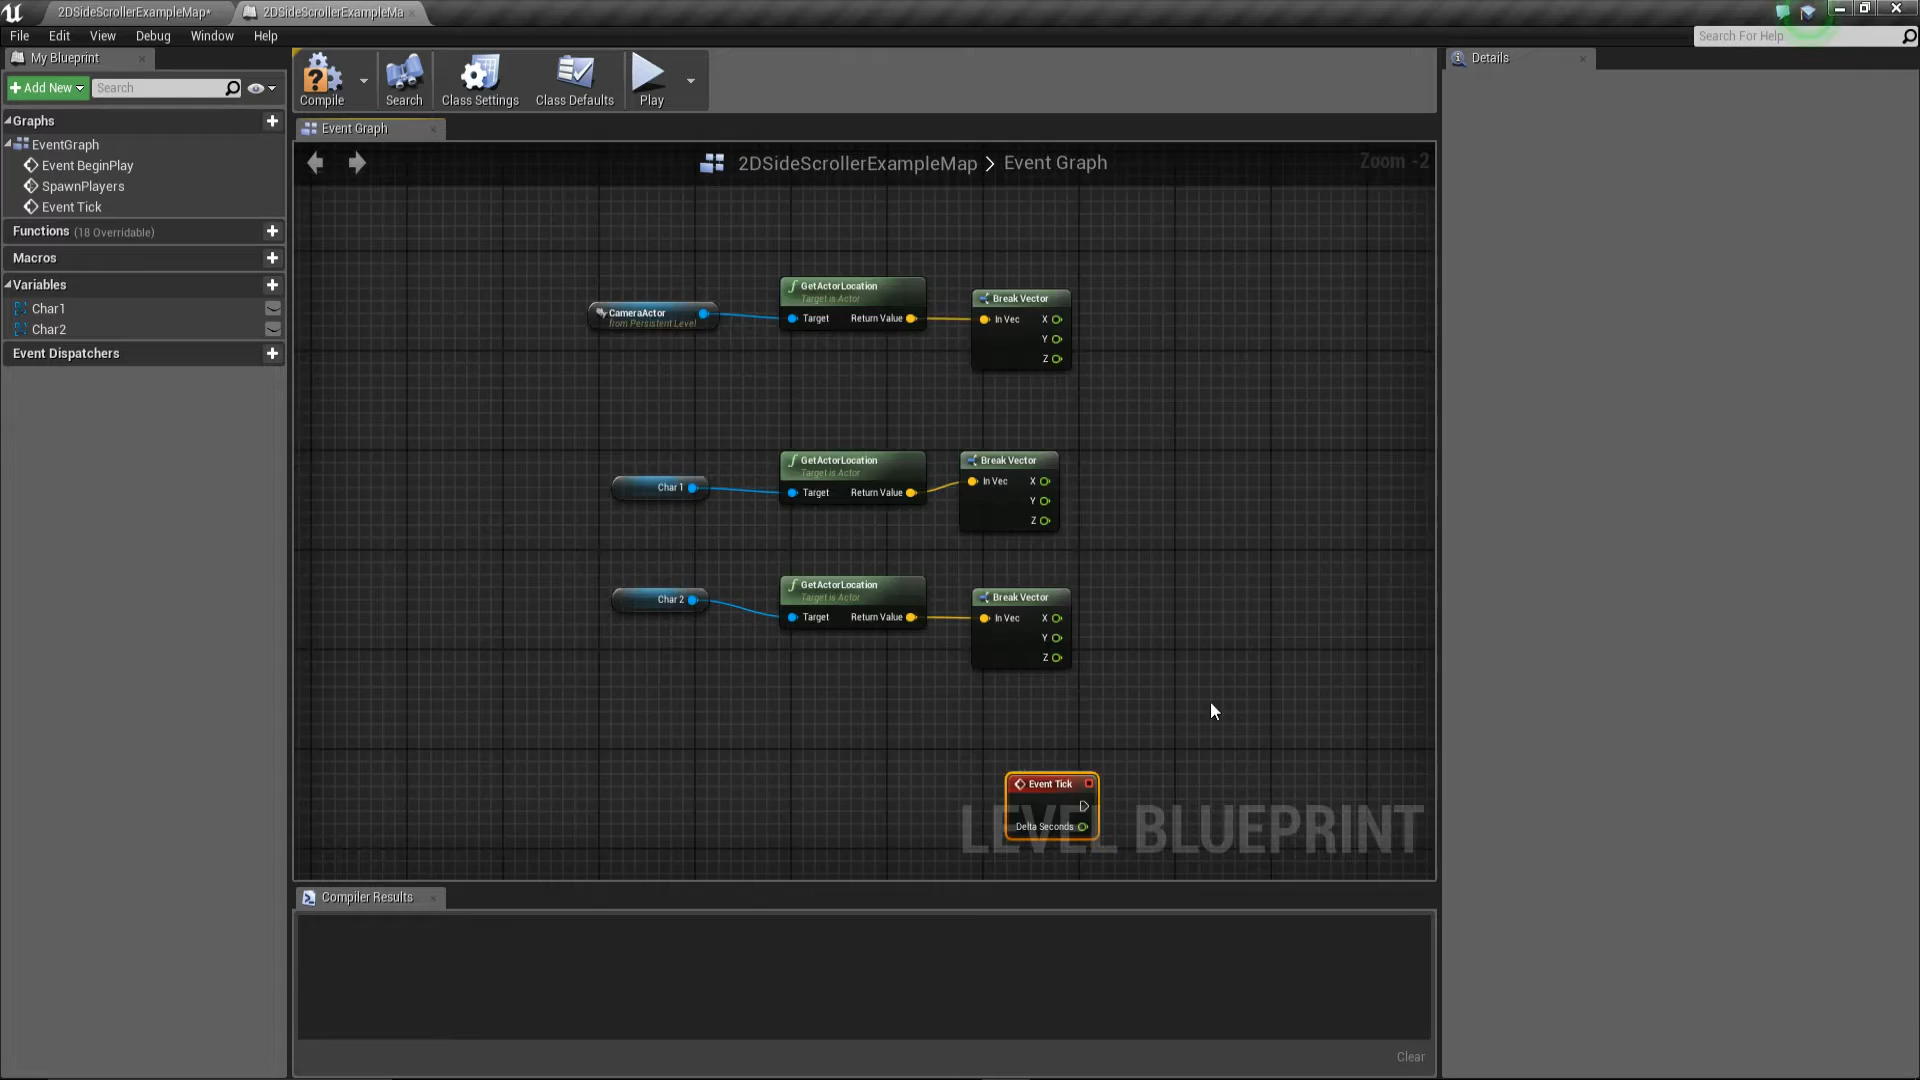 2DSideScrollerExampleMap*
2DSideScrollerExampleMa
File Edit View Debug Window Help
Search For Help
My Blueprint
Add New
Search
Compile
Search
Class Settings
Class Defaults
Play
Details
Graphs
EventGraph
Event BeginPlay
SpawnPlayers
Event Tick
Functions (18 Overridable)
Macros
Variables
Char1
Char2
Event Dispatchers
Event Graph
2DSideScrollerExampleMap > Event Graph
Zoom -2
CameraActor
from Persistent Level
GetActorLocation
Target is Actor
Target Return Value
Break Vector
In Vec X
Y
Z
Char 1
GetActorLocation
Target is Actor
Target Return Value
Break Vector
In Vec X
Y
Z
Char 2
GetActorLocation
Target is Actor
Target Return Value
Break Vector
In Vec X
Y
Z
Event Tick
Delta Seconds
LEVEL BLUEPRINT
Compiler Results
Clear